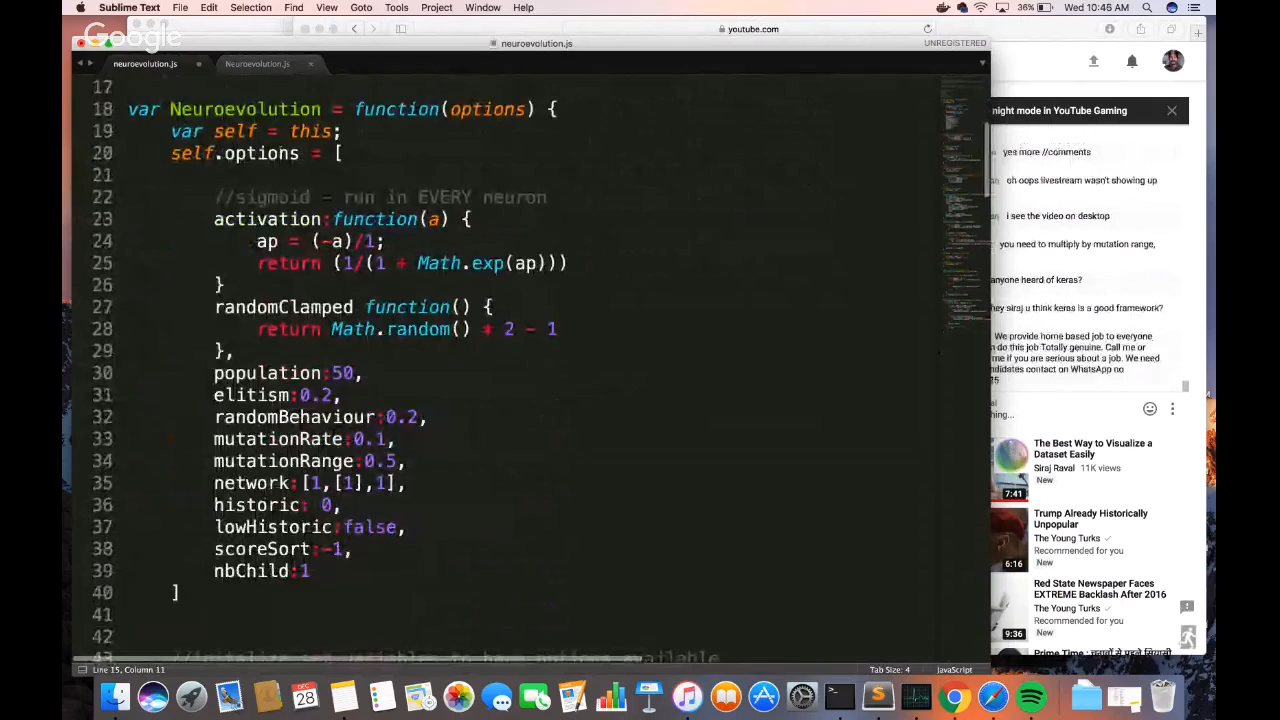 Sublime Text File Edit Selection Find View Goto Tools Project Window Help 36% Wed 10:46 AM
Google
neuroevolution.js UNREGISTERED
youtube.com
neuroevolution.js Neuroevolution.js
17
18 var Neuroevolution = function(options) {
19 var self = this;
20 self.options = [
21
22 //sigmoid = run in EVERY neuron
23 activation:function(a) {
24 ap = (-a)/1;
25 return (1/(1 + Math.exp(ap)))
26 }
27 randomClamped function() {
28 return Math.random() * 2 - 1
29 },
30 population:50,
31 elitism:0.2,
32 randomBehaviour:0.2,
33 mutationRate:0.1,
34 mutationRange:0.5,
35 network:[1,[1],1],
36 historic: 0,
37 lowHistoric:false,
38 scoreSort:-1,
39 nbChild:1
40 ]
41
42
43
available
Line 15, Column 11 Tab Size: 4 JavaScript
night mode in YouTube Gaming
yee more //comments
oh oops livestream wasn't showing up
i see the video on desktop
you need to multiply by mutation range,
anyone heard of keras?
hey siraj u think keras is a good framework?
We provide home based job to everyone
n do this job Totally genuine. Call me or
me if you are serious about a job. We need
ndidates contact on WhatsApp no
The Best Way to Visualize a
Dataset Easily
Siraj Raval 11K views
New
7:41
Trump Already Historically
Unpopular
The Young Turks
Recommended for you
New
6:16
Red State Newspaper Faces
EXTREME Backlash After 2016
The Young Turks
Recommended for you
New
9:36
DEC
28